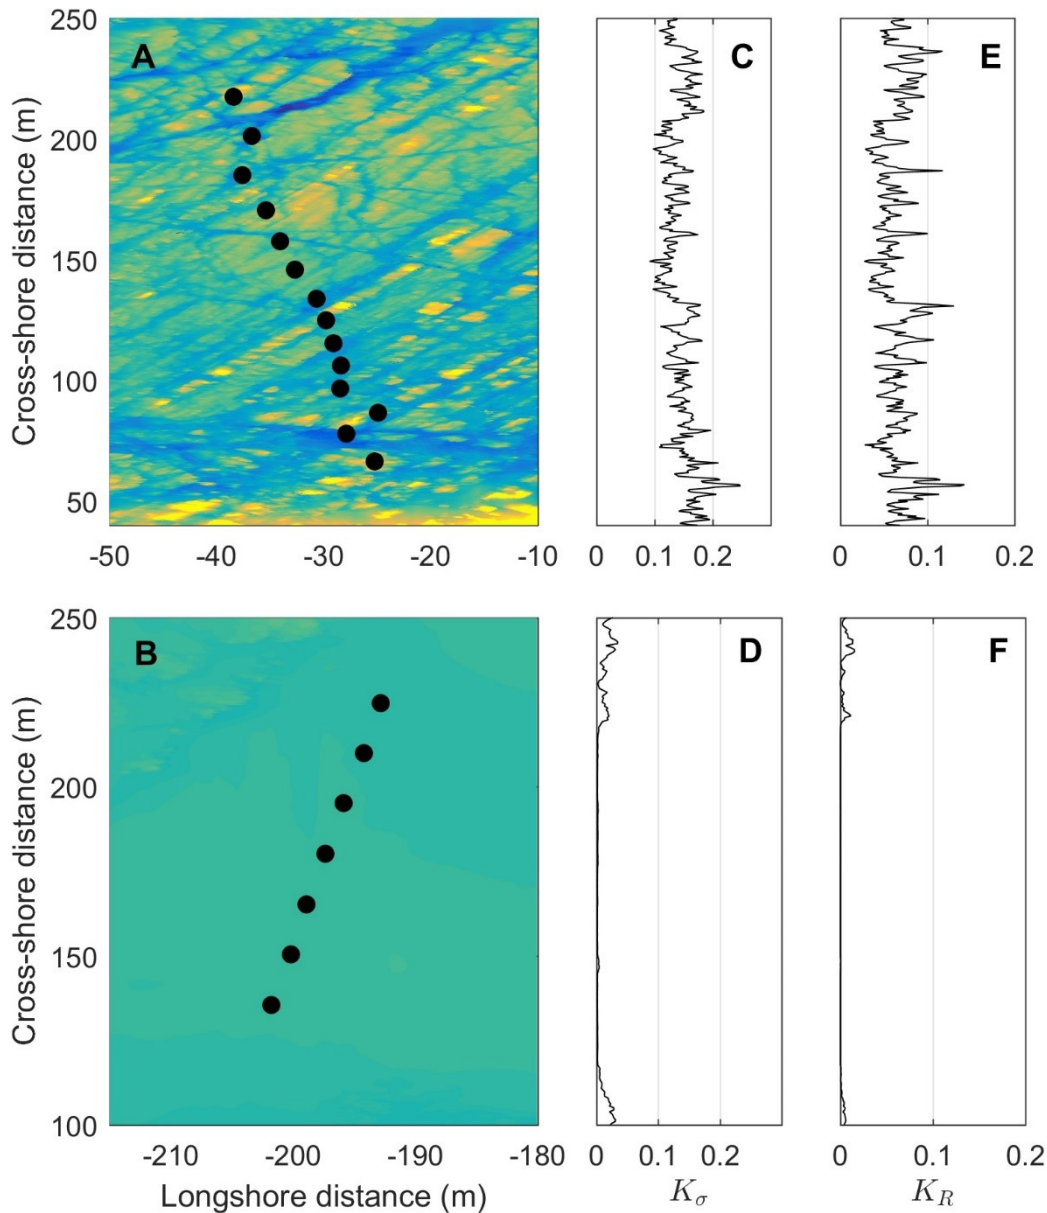 250
200
150
100
50
Cross-shore distance (m)
A
-50 -40 -30 -20 -10
C
0 0.1 0.2
E
0 0.1 0.2
250
200
150
100
Cross-shore distance (m)
B
-210 -200 -190 -180
Longshore distance (m)
D
0 0.1 0.2
Kσ
F
0 0.1 0.2
KR